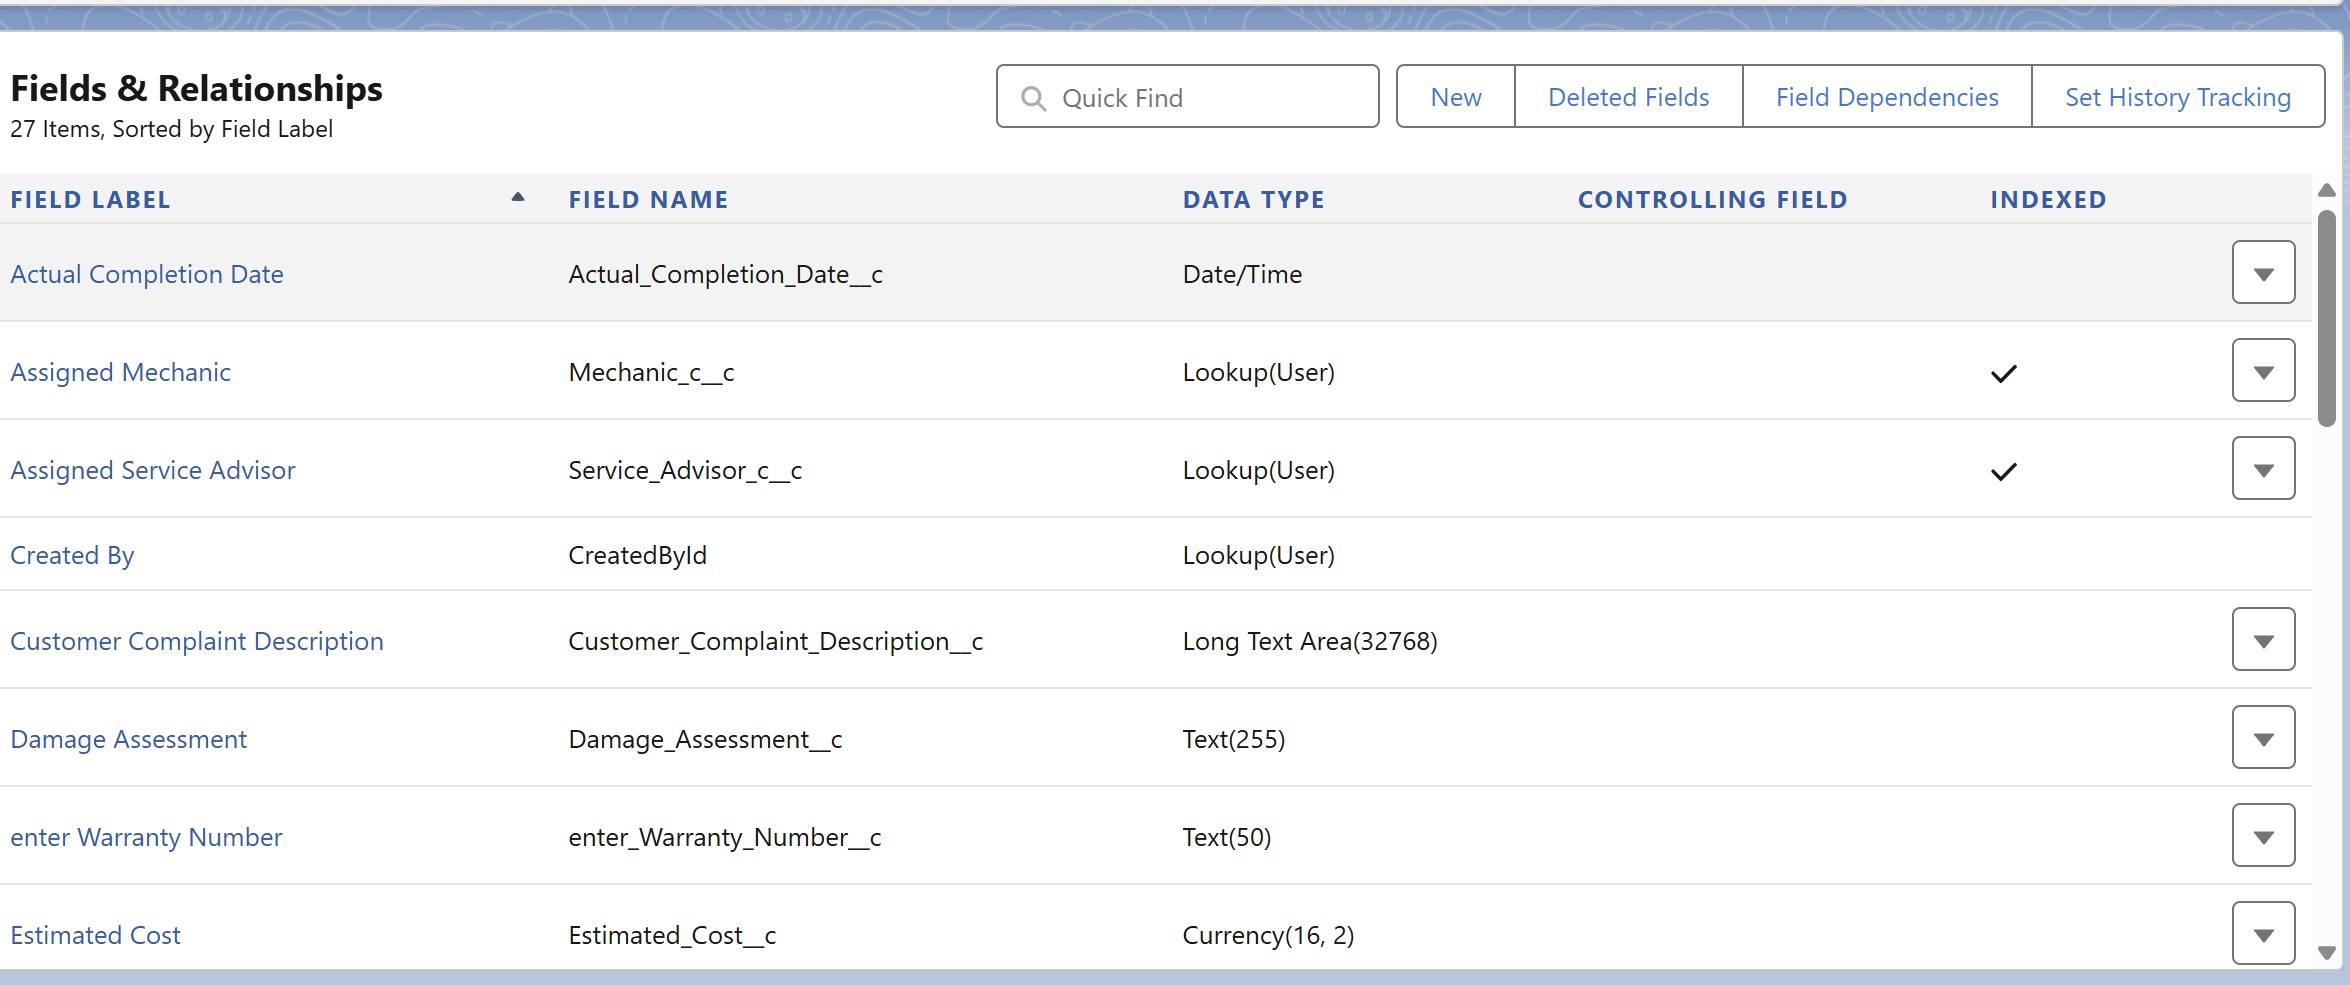 Fields & Relationships
27 Items, Sorted by Field Label
Quick Find
New
Deleted Fields
Field Dependencies
Set History Tracking
FIELD LABEL FIELD NAME DATA TYPE CONTROLLING FIELD INDEXED
Actual Completion Date Actual_Completion_Date__c Date/Time
Assigned Mechanic Mechanic_c__c Lookup(User)
Assigned Service Advisor Service_Advisor_c__c Lookup(User)
Created By CreatedById Lookup(User)
Customer Complaint Description Customer_Complaint_Description__c Long Text Area(32768)
Damage Assessment Damage_Assessment__c Text(255)
enter Warranty Number enter_Warranty_Number__c Text(50)
Estimated Cost Estimated_Cost__c Currency(16, 2)